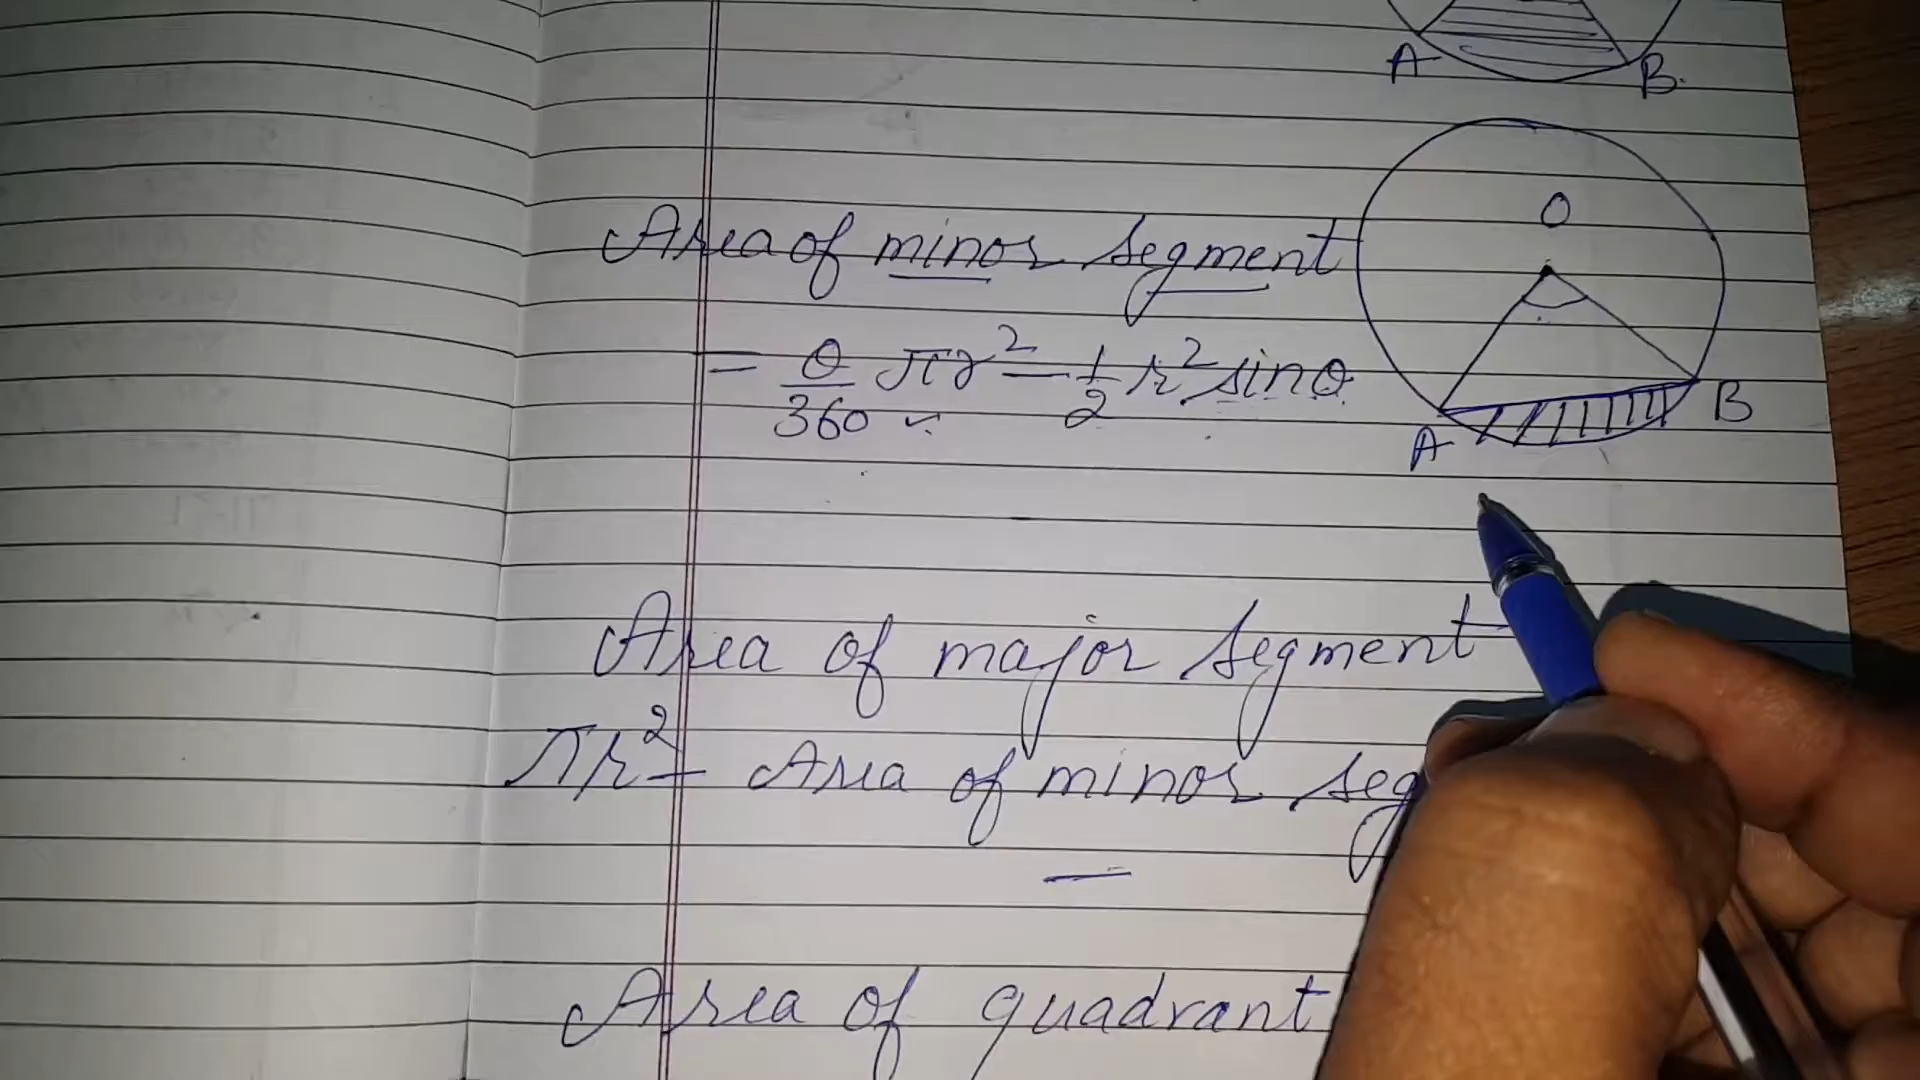 A B.
Area of minor segment
= θ/360 πr² - 1/2 r² sinθ
O
A B
Area of major segment
πr² - Area of minor seg
Area of quadrant